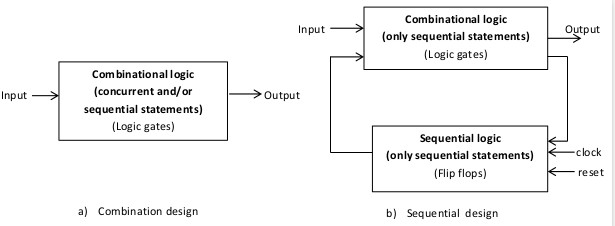 Input
Combinational logic
(concurrent and/or
sequential statements)
(Logic gates)
Output
a) Combination design
Input
Combinational logic
(only sequential statements)
(Logic gates)
Output
Sequential logic
(only sequential statements)
(Flip flops)
clock
reset
b) Sequential design